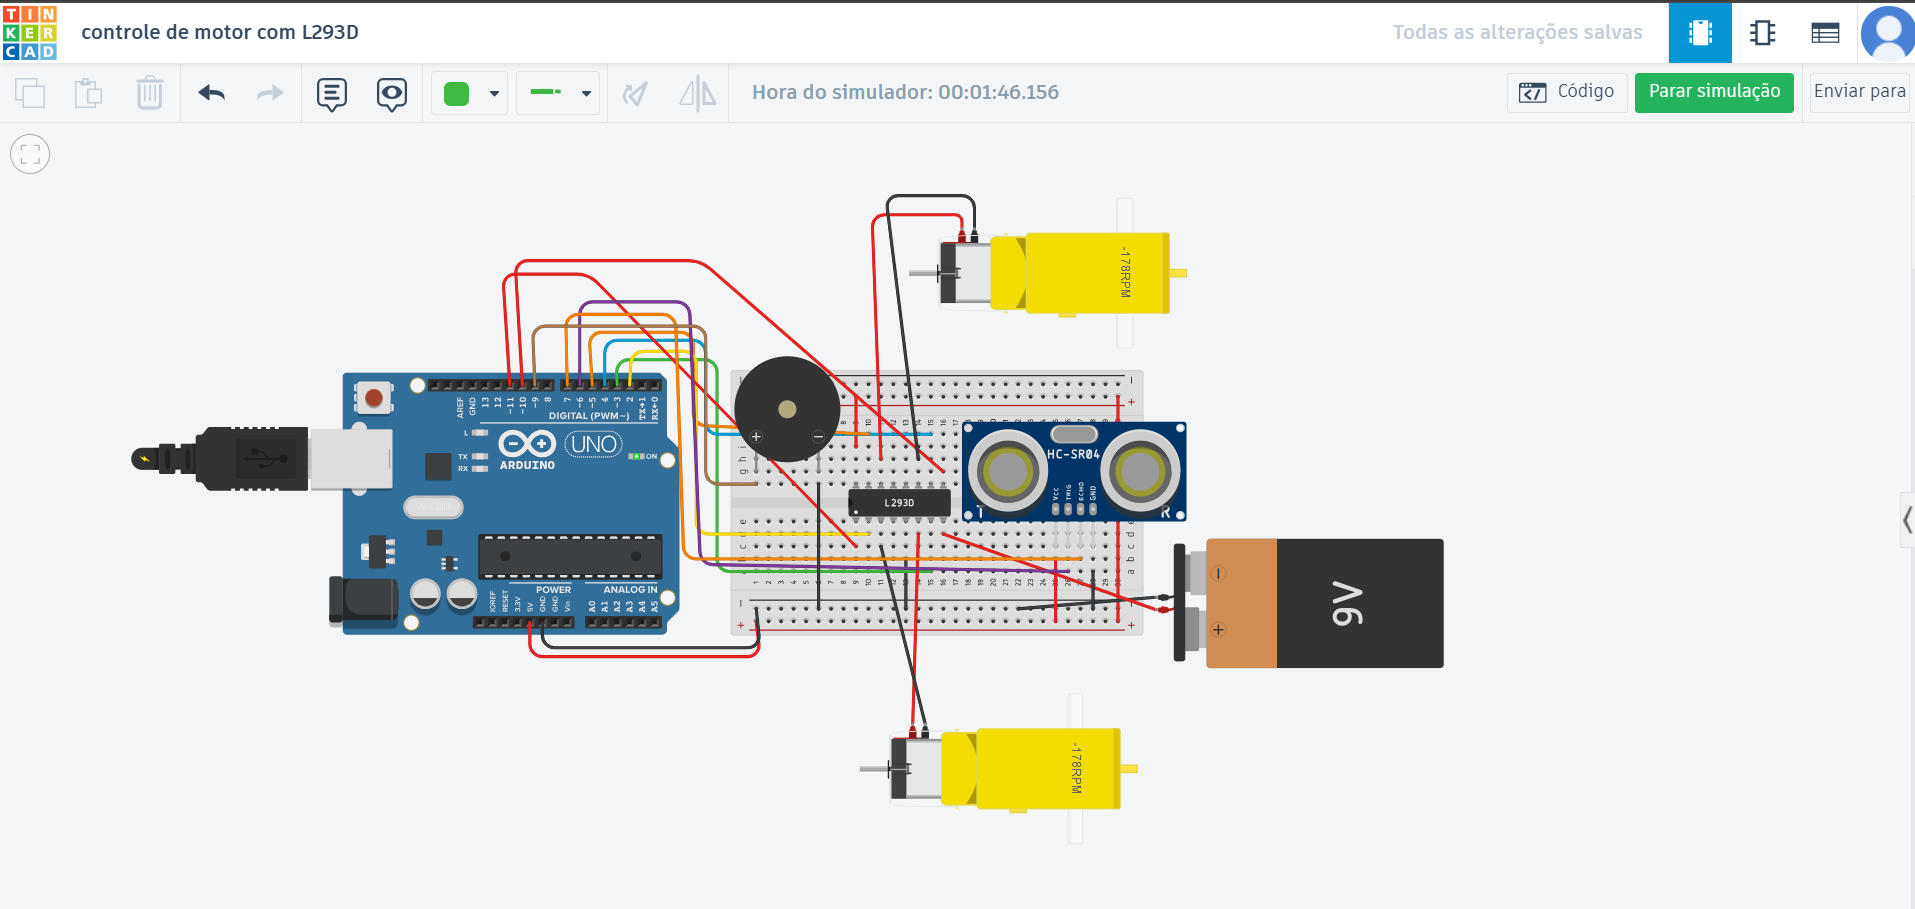 TIN
KER
CAD
controle de motor com L293D
Todas as alterações salvas
Hora do simulador: 00:01:46.156
Código
Parar simulação
Enviar para
-178RPM
AREF
GND
13
12
~11
~10
~9
8
7
~6
~5
4
~3
2
TX→1
RX←0
DIGITAL (PWM~)
L
TX
RX
ARDUINO
UNO
ON
POWER
ANALOG IN
IOREF
RESET
3.3V
5V
GND
GND
Vin
A0
A1
A2
A3
A4
A5
L293D
HC-SR04
VCC
TRIG
ECHO
GND
T
R
9V
-178RPM